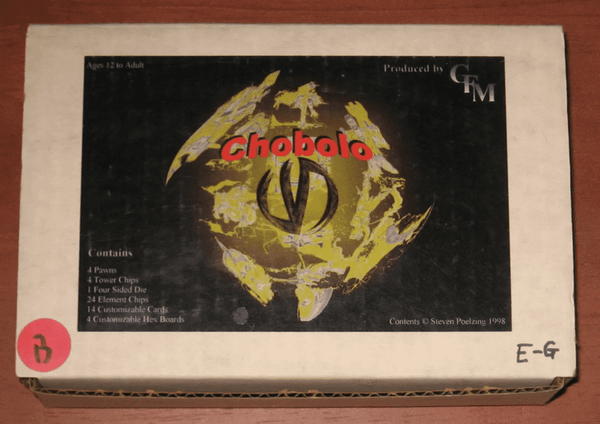 Ages 12 to Adult
Produced by GFM
Chobolo
Contains
4 Pawns
4 Tower Chips
1 Four Sided Die
24 Element Chips
14 Customizable Cards
4 Customizable Hex Boards
Contents © Steven Poelzing 1998
E-G